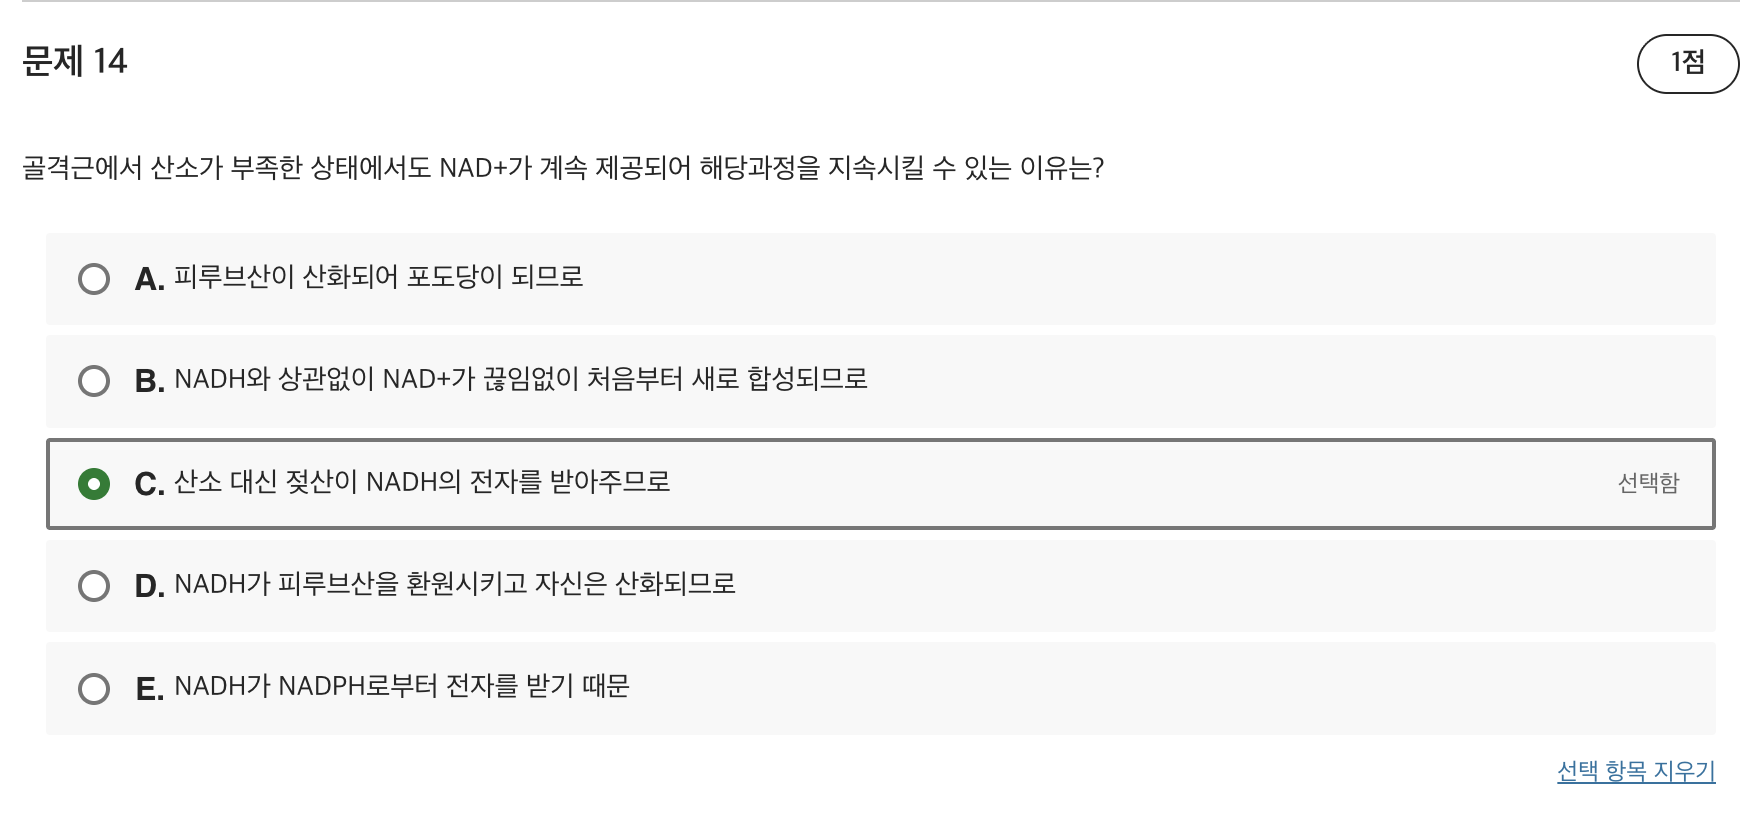 문제 14
1점
골격근에서 산소가 부족한 상태에서도 NAD+가 계속 제공되어 해당과정을 지속시킬 수 있는 이유는?
A. 피루브산이 산화되어 포도당이 되므로
B. NADH와 상관없이 NAD+가 끊임없이 처음부터 새로 합성되므로
C. 산소 대신 젖산이 NADH의 전자를 받아주므로
선택함
D. NADH가 피루브산을 환원시키고 자신은 산화되므로
E. NADH가 NADPH로부터 전자를 받기 때문
선택 항목 지우기